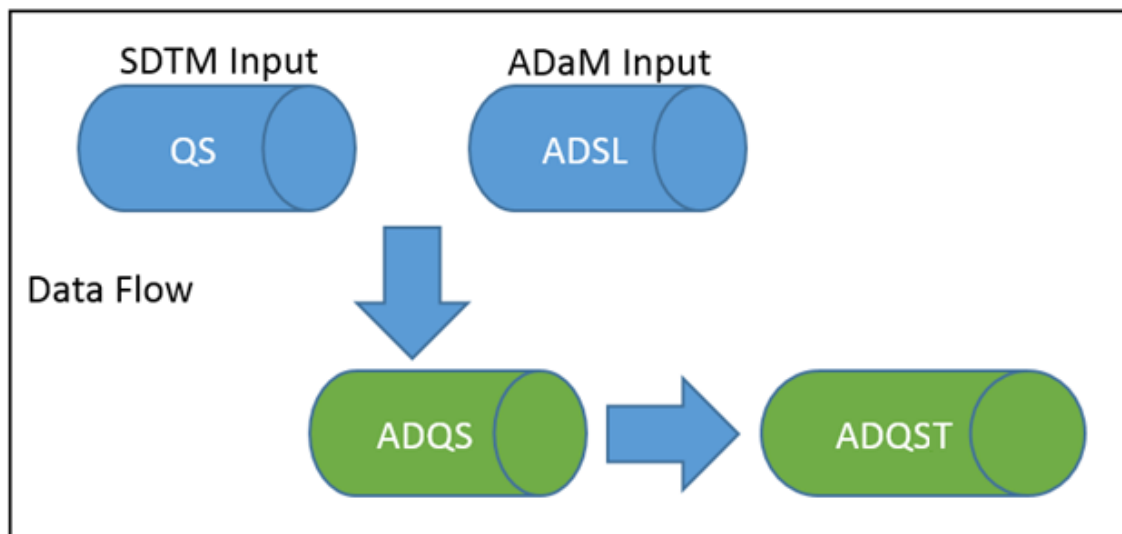 SDTM Input
ADaM Input
QS
ADSL
Data Flow
ADQS
ADQST